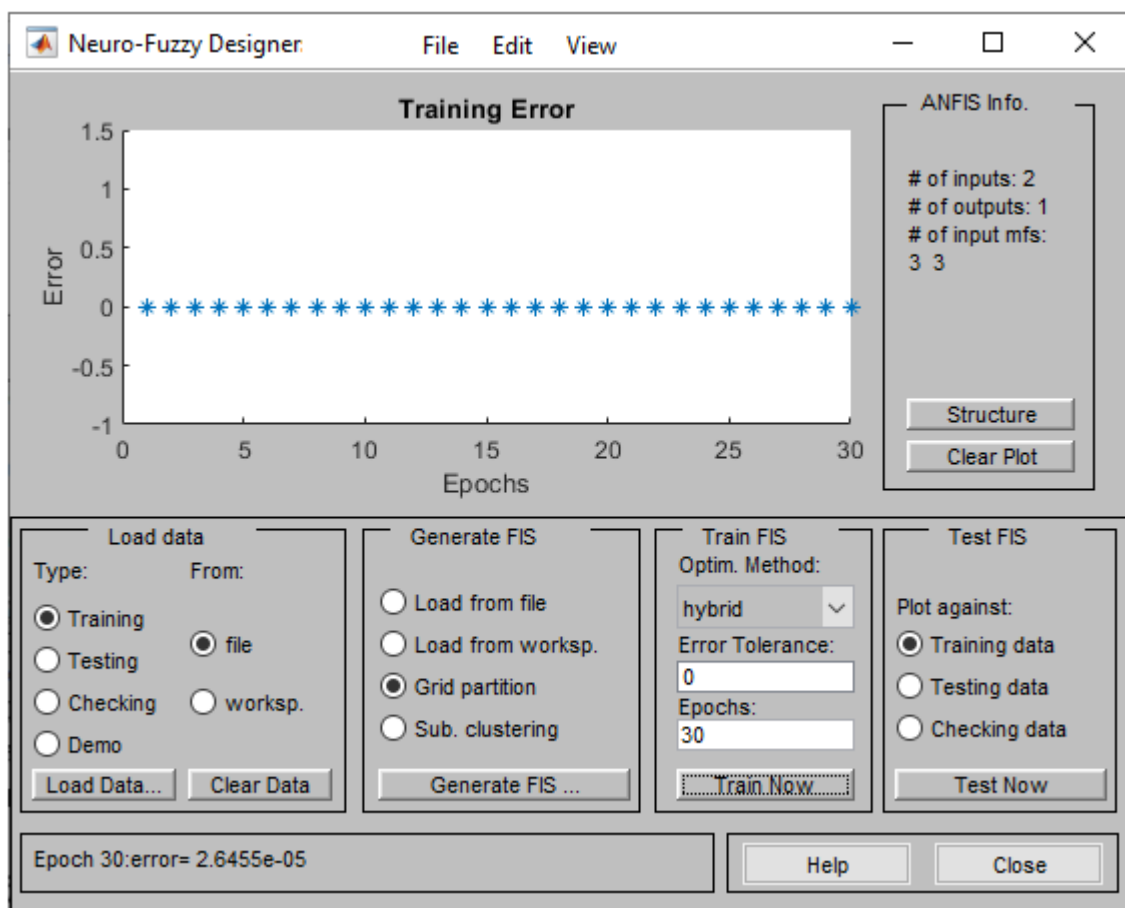 Neuro-Fuzzy Designer:
File Edit View
Training Error
1.5
1
0.5
0
-0.5
-1
Error
0 5 10 15 20 25 30
Epochs
ANFIS Info.
# of inputs: 2
# of outputs: 1
# of input mfs:
3 3
Structure
Clear Plot
Load data
Type: From:
Training
Testing
Checking
Demo
file
worksp.
Load Data... Clear Data
Generate FIS
Load from file
Load from worksp.
Grid partition
Sub. clustering
Generate FIS ...
Train FIS
Optim. Method:
hybrid
Error Tolerance:
0
Epochs:
30
Train Now
Test FIS
Plot against:
Training data
Testing data
Checking data
Test Now
Epoch 30:error= 2.6455e-05
Help Close